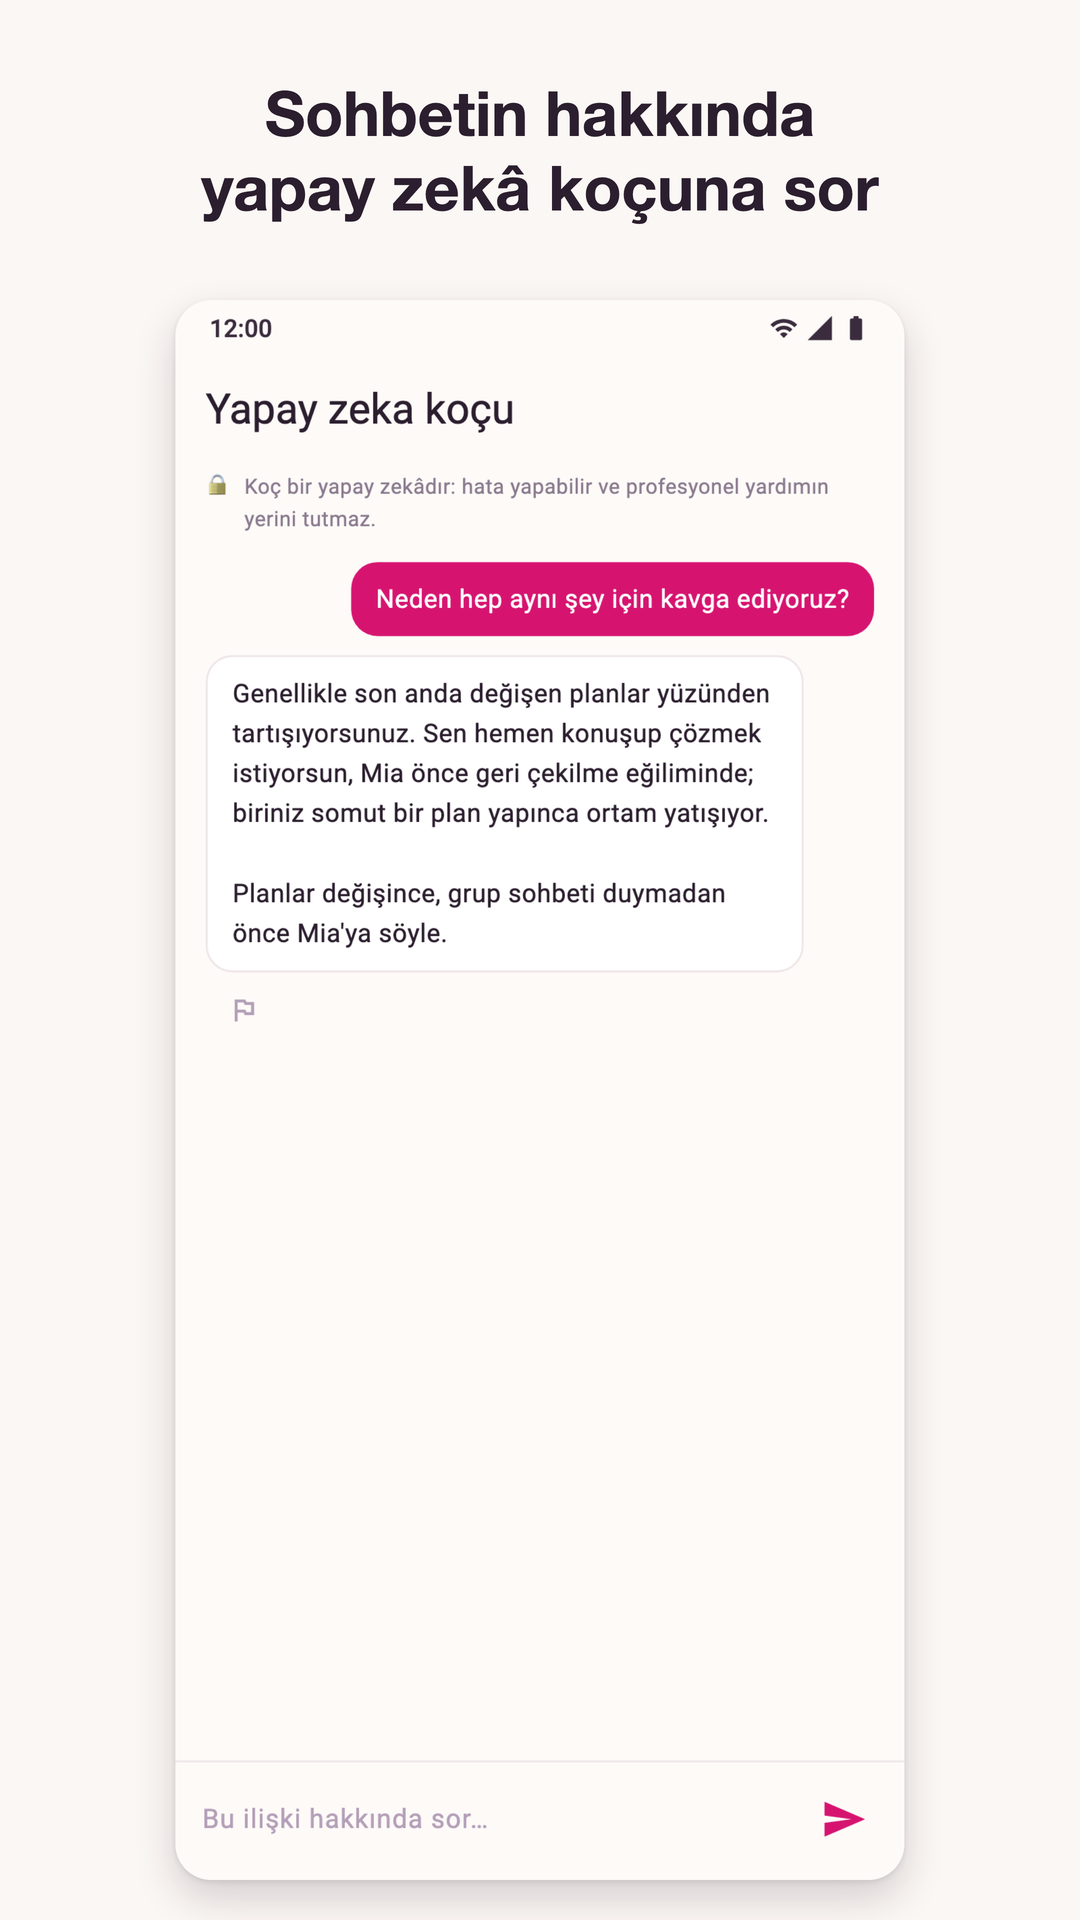 Sohbetin hakkında
yapay zekâ koçuna sor
12:00
Yapay zeka koçu
Koç bir yapay zekâdır: hata yapabilir ve profesyonel yardımın
yerini tutmaz.
Neden hep aynı şey için kavga ediyoruz?
Genellikle son anda değişen planlar yüzünden
tartışıyorsunuz. Sen hemen konuşup çözmek
istiyorsun, Mia önce geri çekilme eğiliminde;
biriniz somut bir plan yapınca ortam yatışıyor.
Planlar değişince, grup sohbeti duymadan
önce Mia'ya söyle.
Bu ilişki hakkında sor...